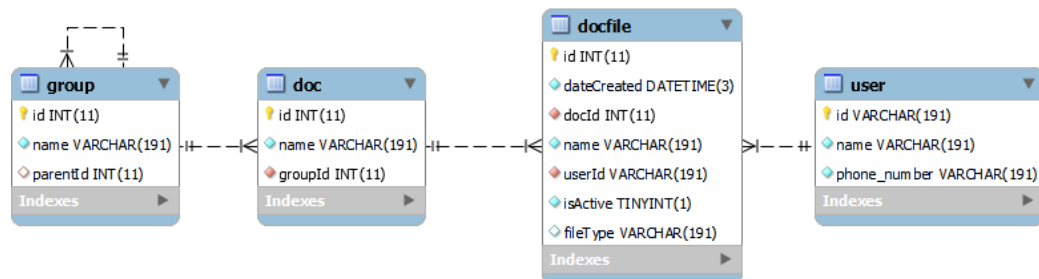 group
id INT(11)
name VARCHAR(191)
parentId INT(11)
Indexes
doc
id INT(11)
name VARCHAR(191)
groupId INT(11)
Indexes
docfile
id INT(11)
dateCreated DATETIME(3)
docId INT(11)
name VARCHAR(191)
userId VARCHAR(191)
isActive TINYINT(1)
fileType VARCHAR(191)
Indexes
user
id VARCHAR(191)
name VARCHAR(191)
phone_number VARCHAR(191)
Indexes